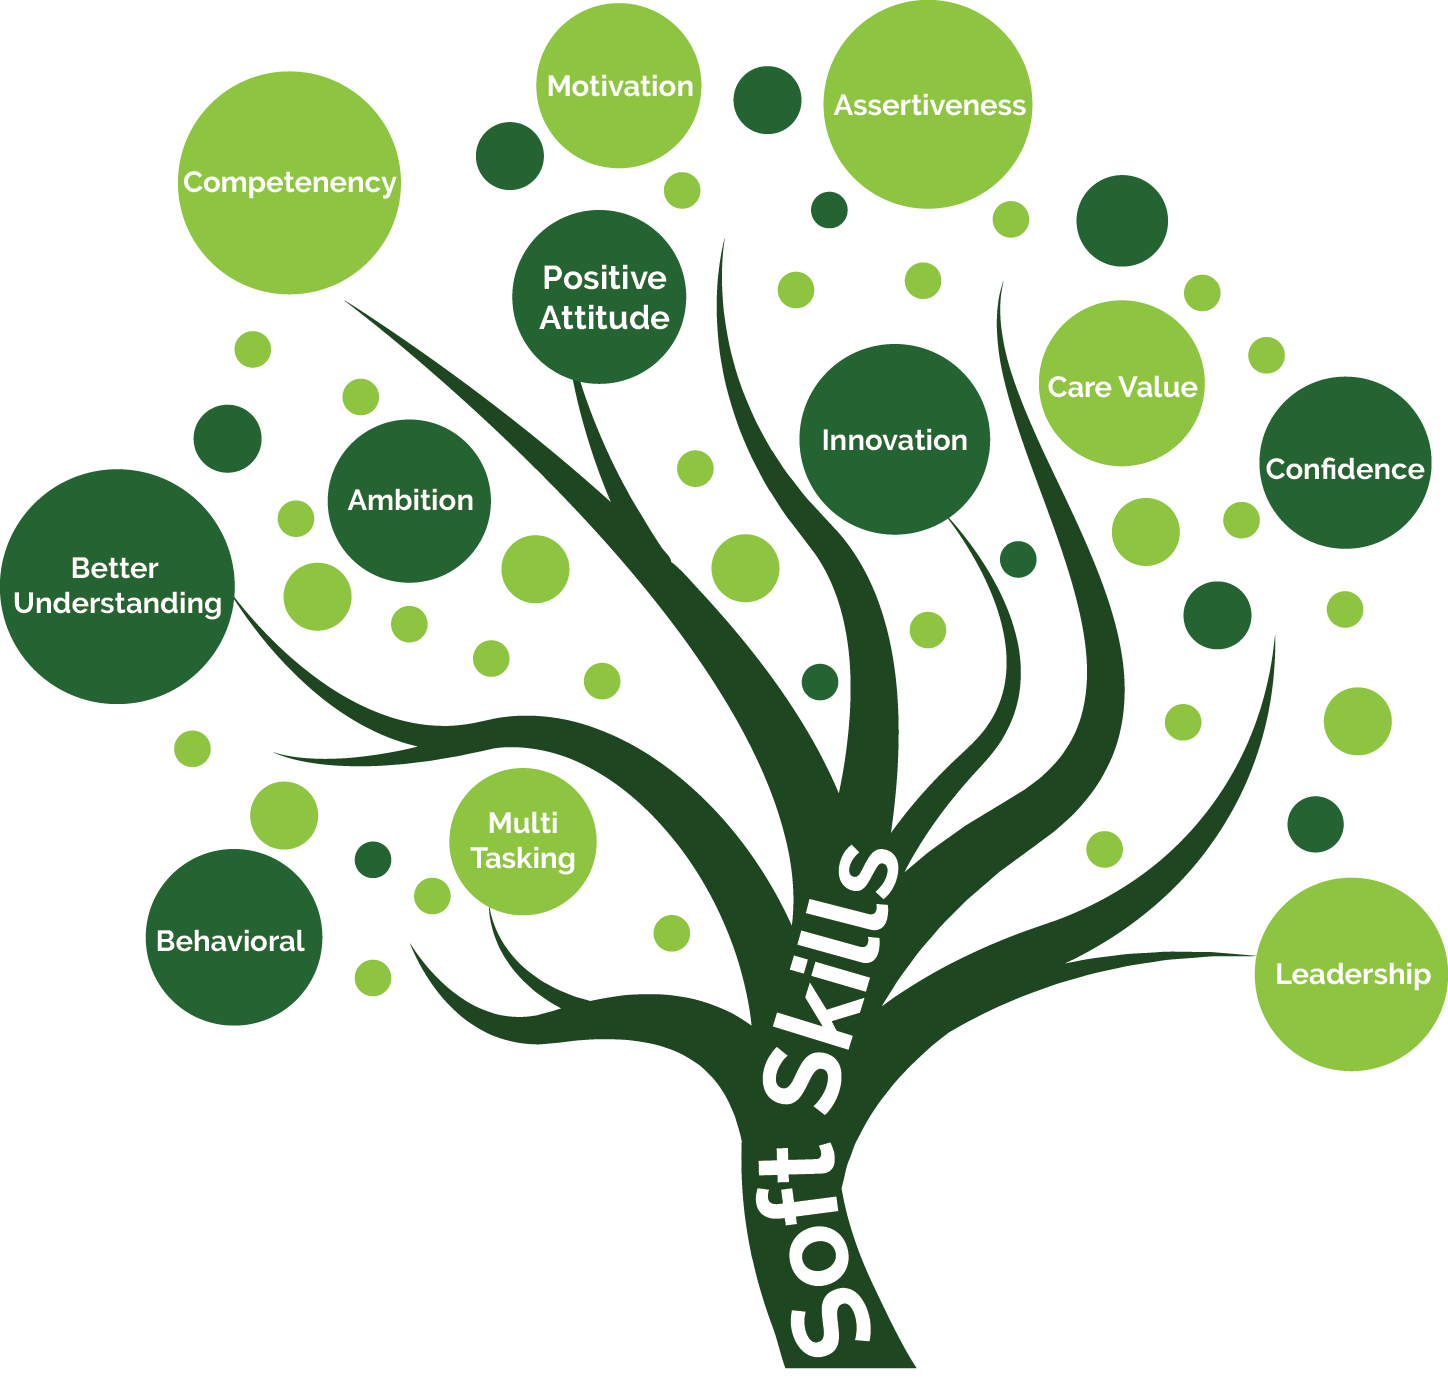 Motivation
Assertiveness
Competenency
Positive
Attitude
Care Value
Innovation
Confidence
Ambition
Better
Understanding
Multi
Tasking
Behavioral
Leadership
Soft Skills